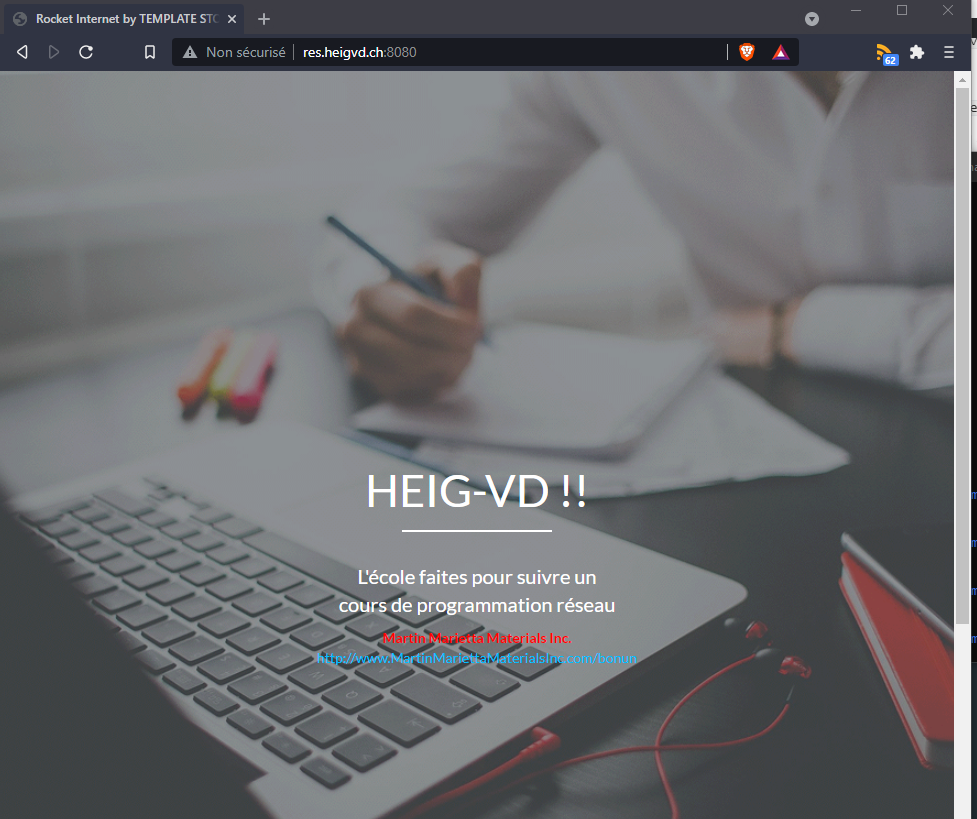 Rocket Internet by TEMPLATE STO
Non sécurisé
res.heigvd.ch:8080
62
HEIG-VD !!
L'école faites pour suivre un
cours de programmation réseau
Martin Marietta Materials Inc.
http://www.MartinMariettaMaterialsInc.com/bonun